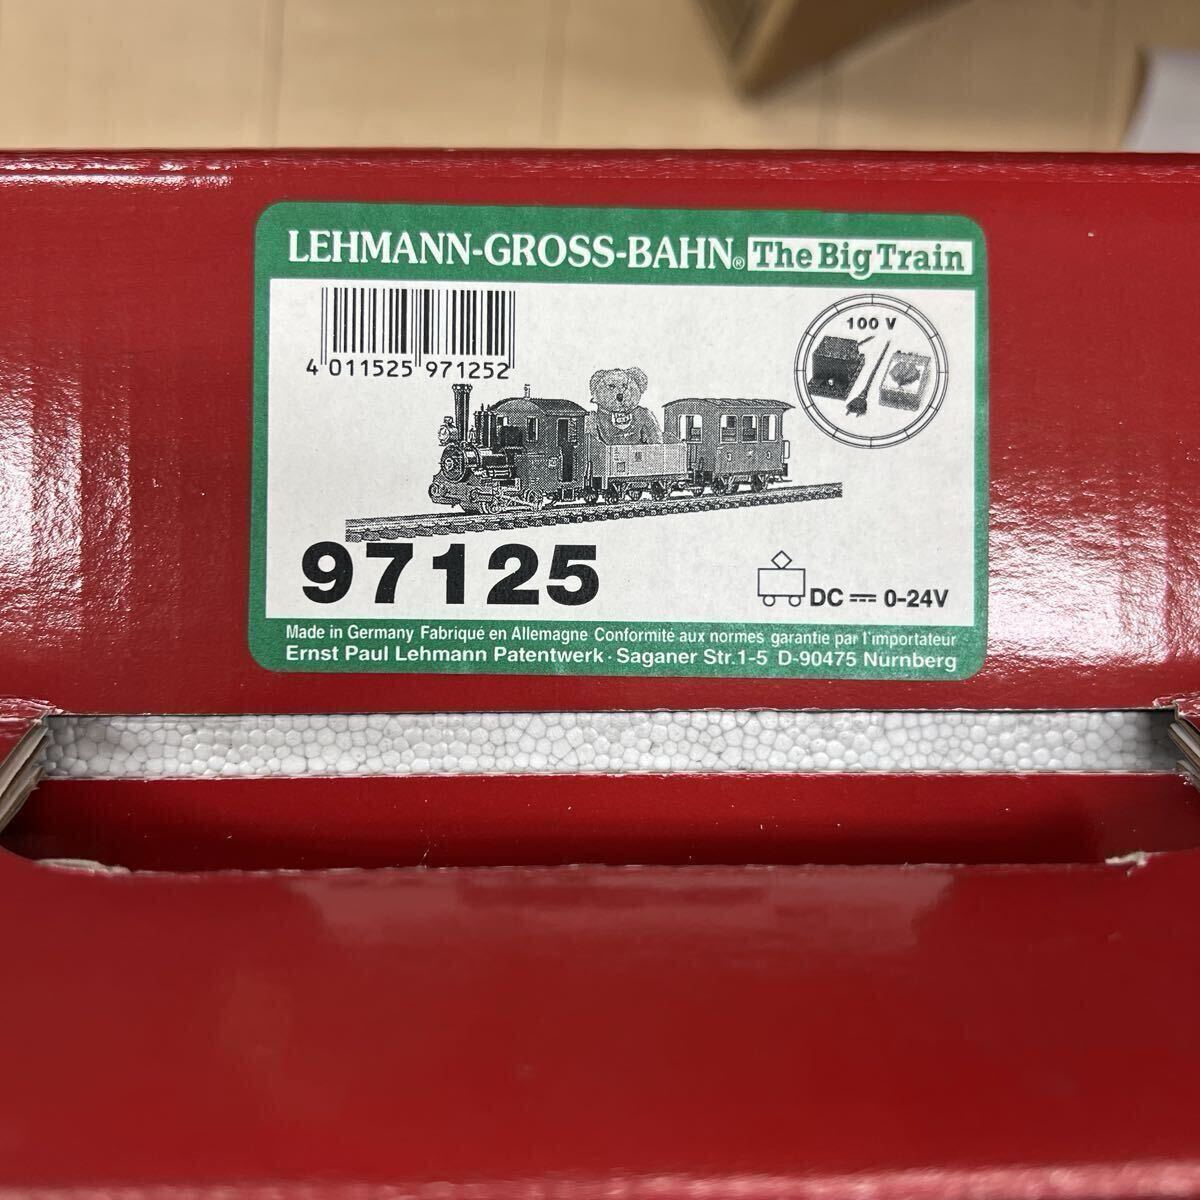 LEHMANN-GROSS-BAHN® The Big Train
4 011525 971252
100 V
97125
DC 0-24V
Made in Germany Fabriqué en Allemagne Conformité aux normes garantie par l'importateur
Ernst Paul Lehmann Patentwerk · Saganer Str.1-5 D-90475 Nürnberg